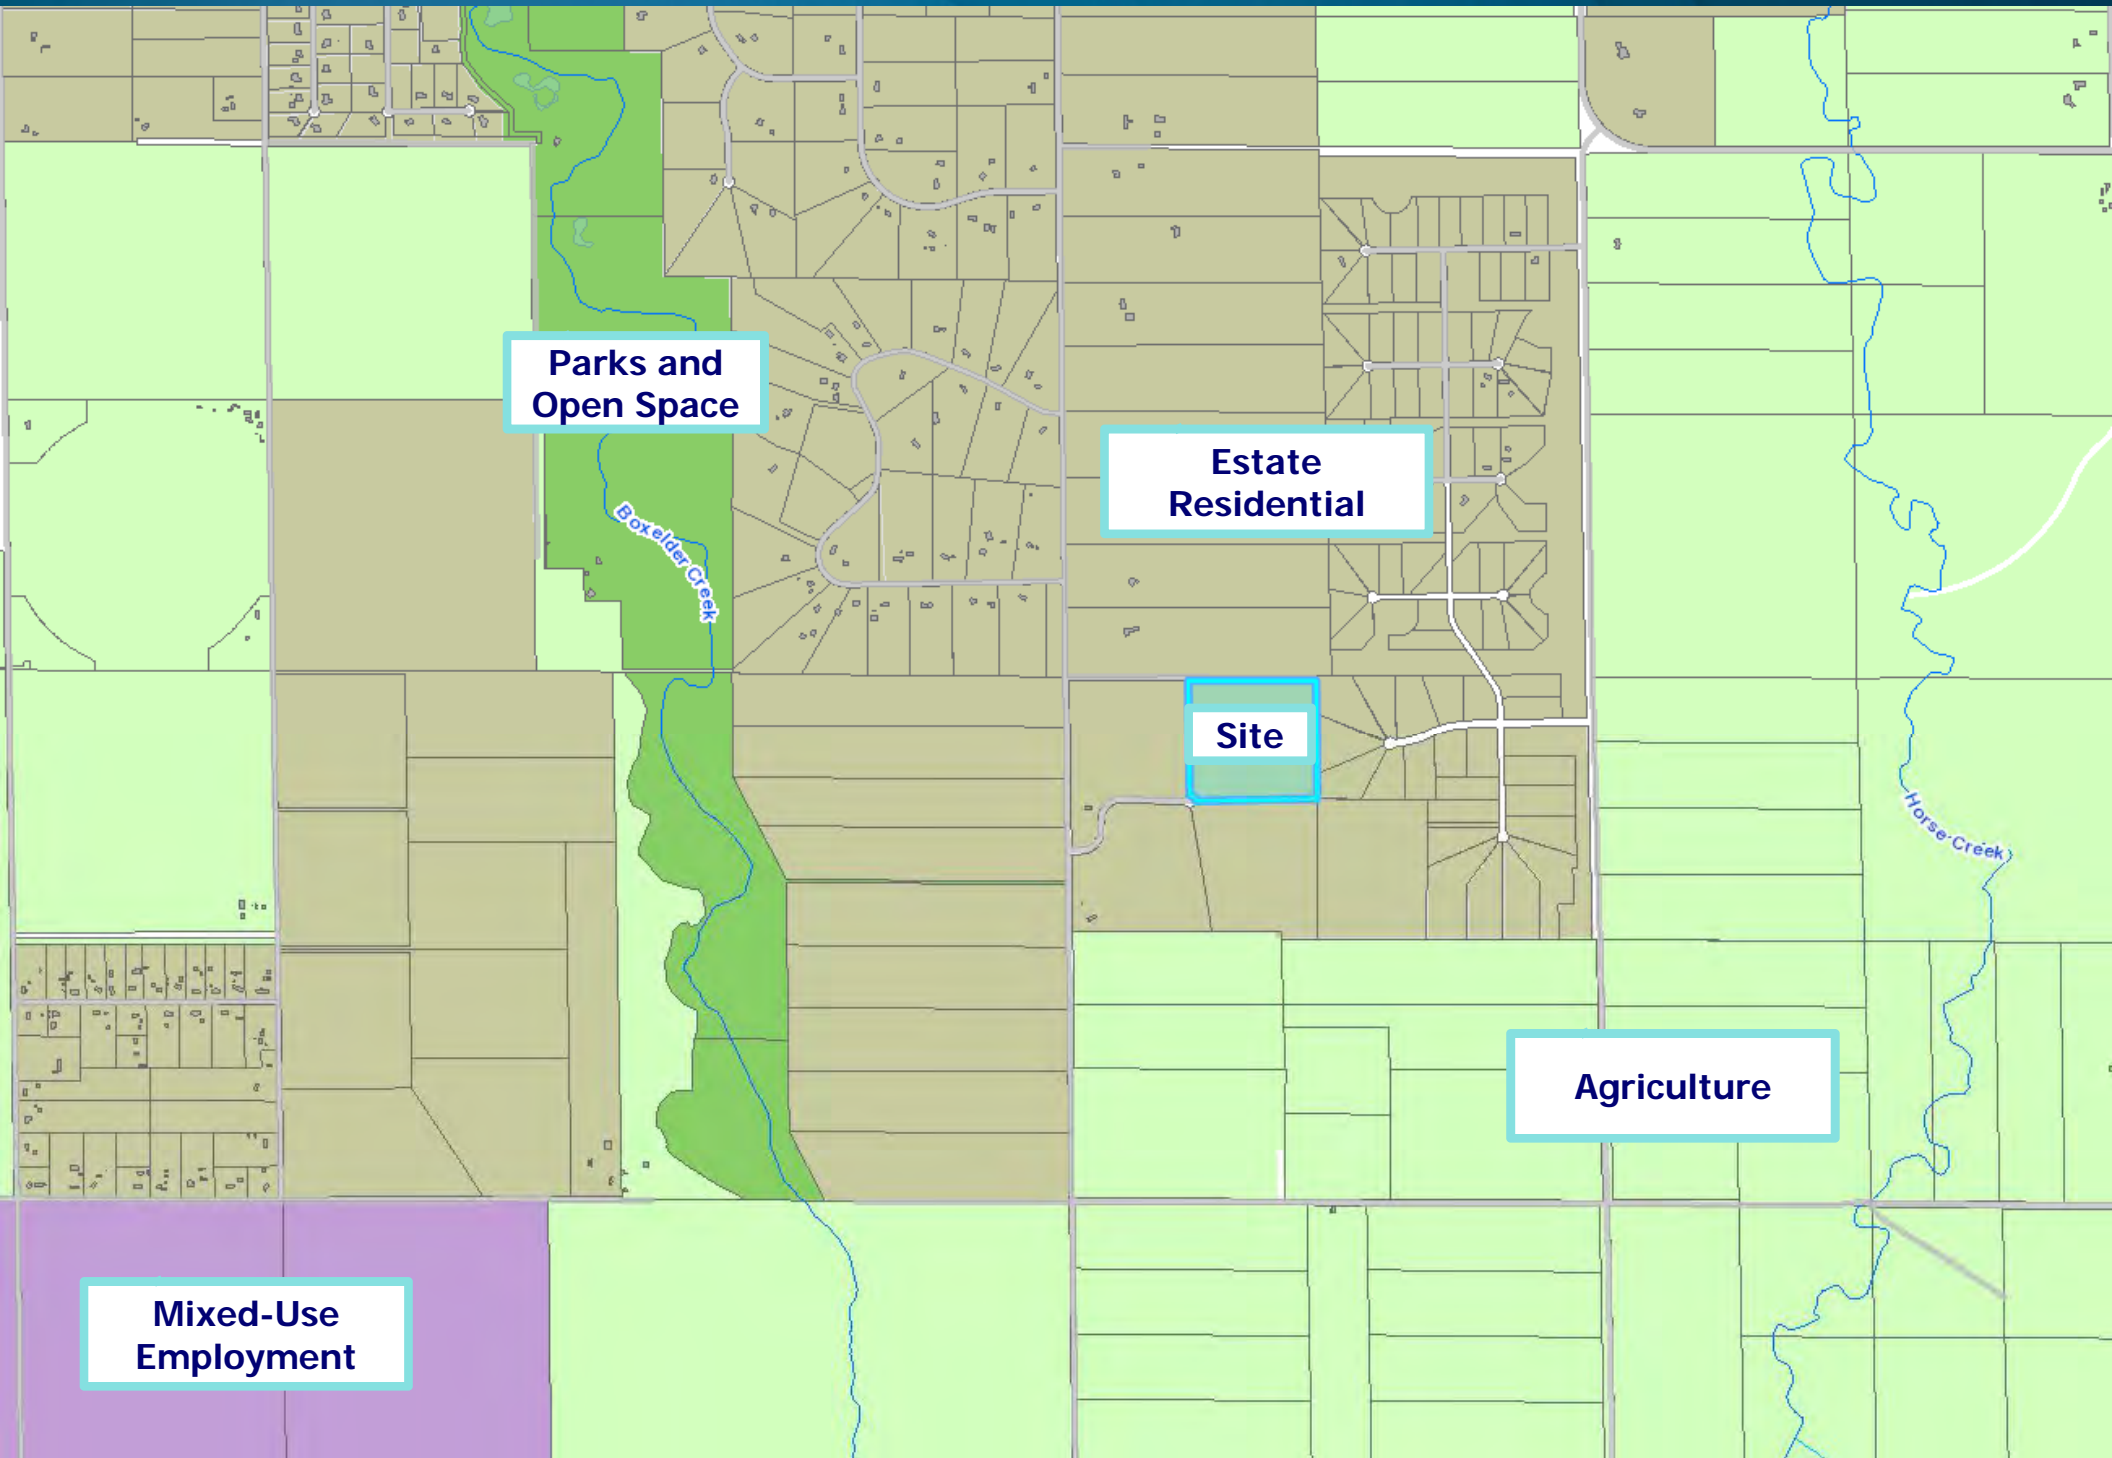 Parks and
Open Space
Estate
Residential
Boxelder Creek
Site
Horse Creek
Agriculture
Mixed-Use
Employment